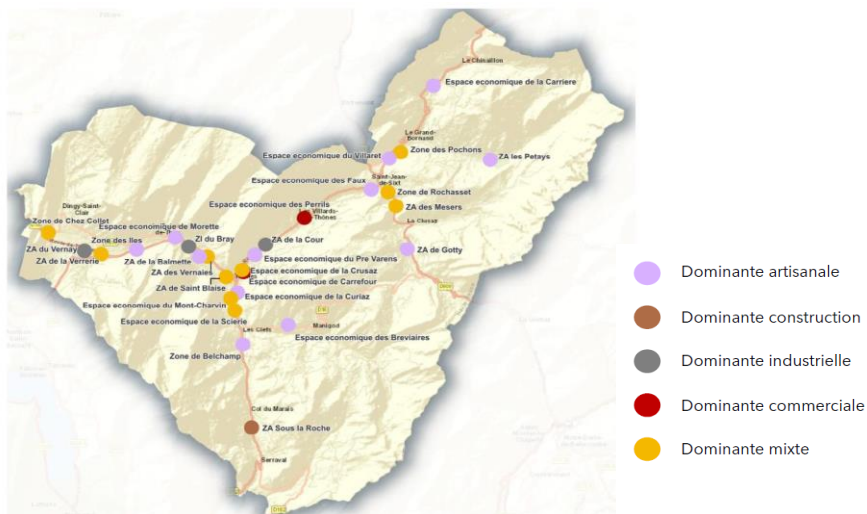 Le Chinaillon
Espace economique de la Carriere
Le Grand-
Bornand
Espace economique du Villaret
Zone des Pochons
ZA les Petays
Saint-Jean-
de-Sixt
Espace economique des Faux
Zone de Rochasset
ZA des Mesers
Espace economique des Perrils
Les Villards-
Thônes
Dingy-Saint-
Clair
Zone de Chez Collet
Espace economique de Morette
La Clusaz
ZA du Vernay
Zone des Iles
ZI du Bray
ZA de la Cour
ZA de Gotty
ZA de la Verrerie
ZA de la Balmette
Espace economique du Pre Varens
ZA des Vernaies
Espace economique de la Crusaz
Espace economique de Carrefour
ZA de Saint Blaise
Espace economique de la Curiaz
Espace economique du Mont-Charvin
Espace economique de la Scierie
Les Clefs
Manigod
Espace economique des Breviaires
Zone de Belchamp
Col du Marais
ZA Sous la Roche
Serraval
Dominante artisanale
Dominante construction
Dominante industrielle
Dominante commerciale
Dominante mixte